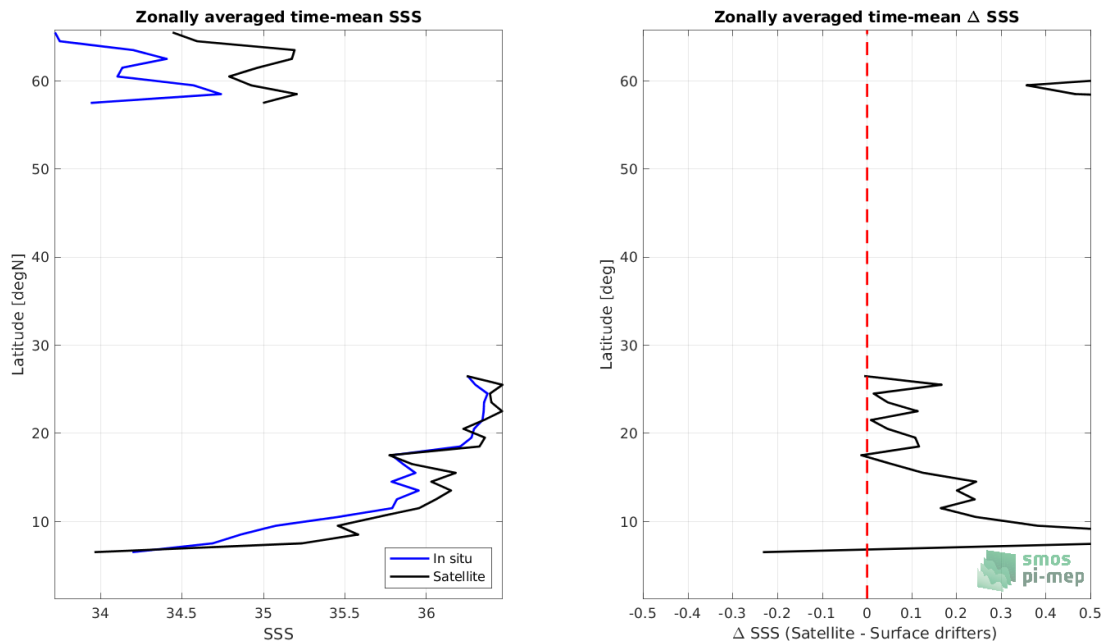 Zonally averaged time-mean SSS
60
50
40
30
20
10
Latitude [degN]
34
34.5
35
35.5
36
SSS
In situ
Satellite
Zonally averaged time-mean Δ SSS
60
50
40
30
20
10
Latitude [deg]
-0.5
-0.4
-0.3
-0.2
-0.1
0
0.1
0.2
0.3
0.4
0.5
Δ SSS (Satellite - Surface drifters)
smos
pi-mep